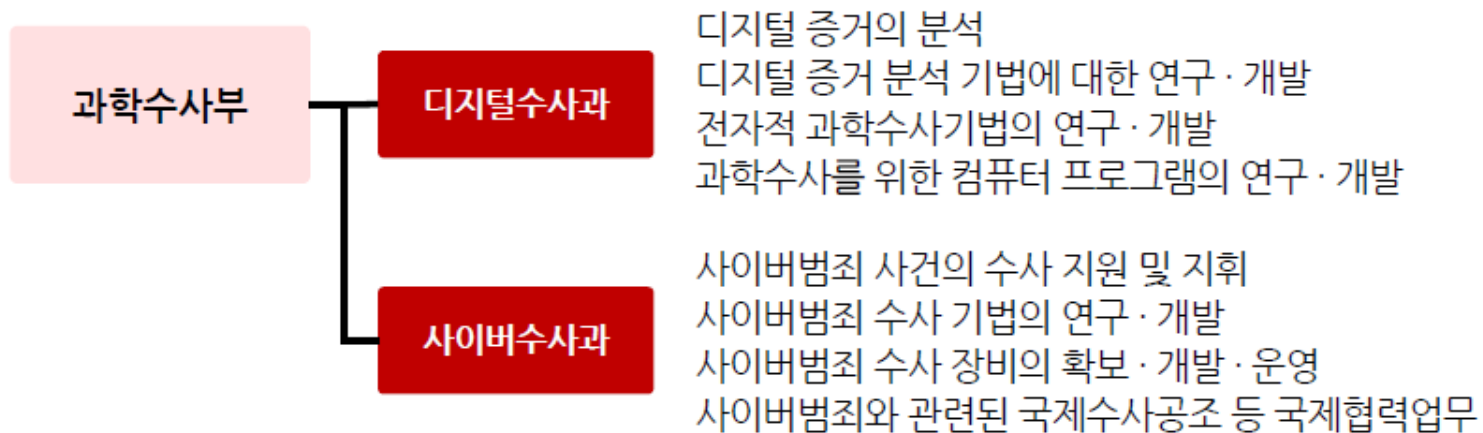 과학수사부
디지털수사과
디지털 증거의 분석
디지털 증거 분석 기법에 대한 연구 · 개발
전자적 과학수사기법의 연구 · 개발
과학수사를 위한 컴퓨터 프로그램의 연구 · 개발
사이버수사과
사이버범죄 사건의 수사 지원 및 지휘
사이버범죄 수사 기법의 연구 · 개발
사이버범죄 수사 장비의 확보 · 개발 · 운영
사이버범죄와 관련된 국제수사공조 등 국제협력업무